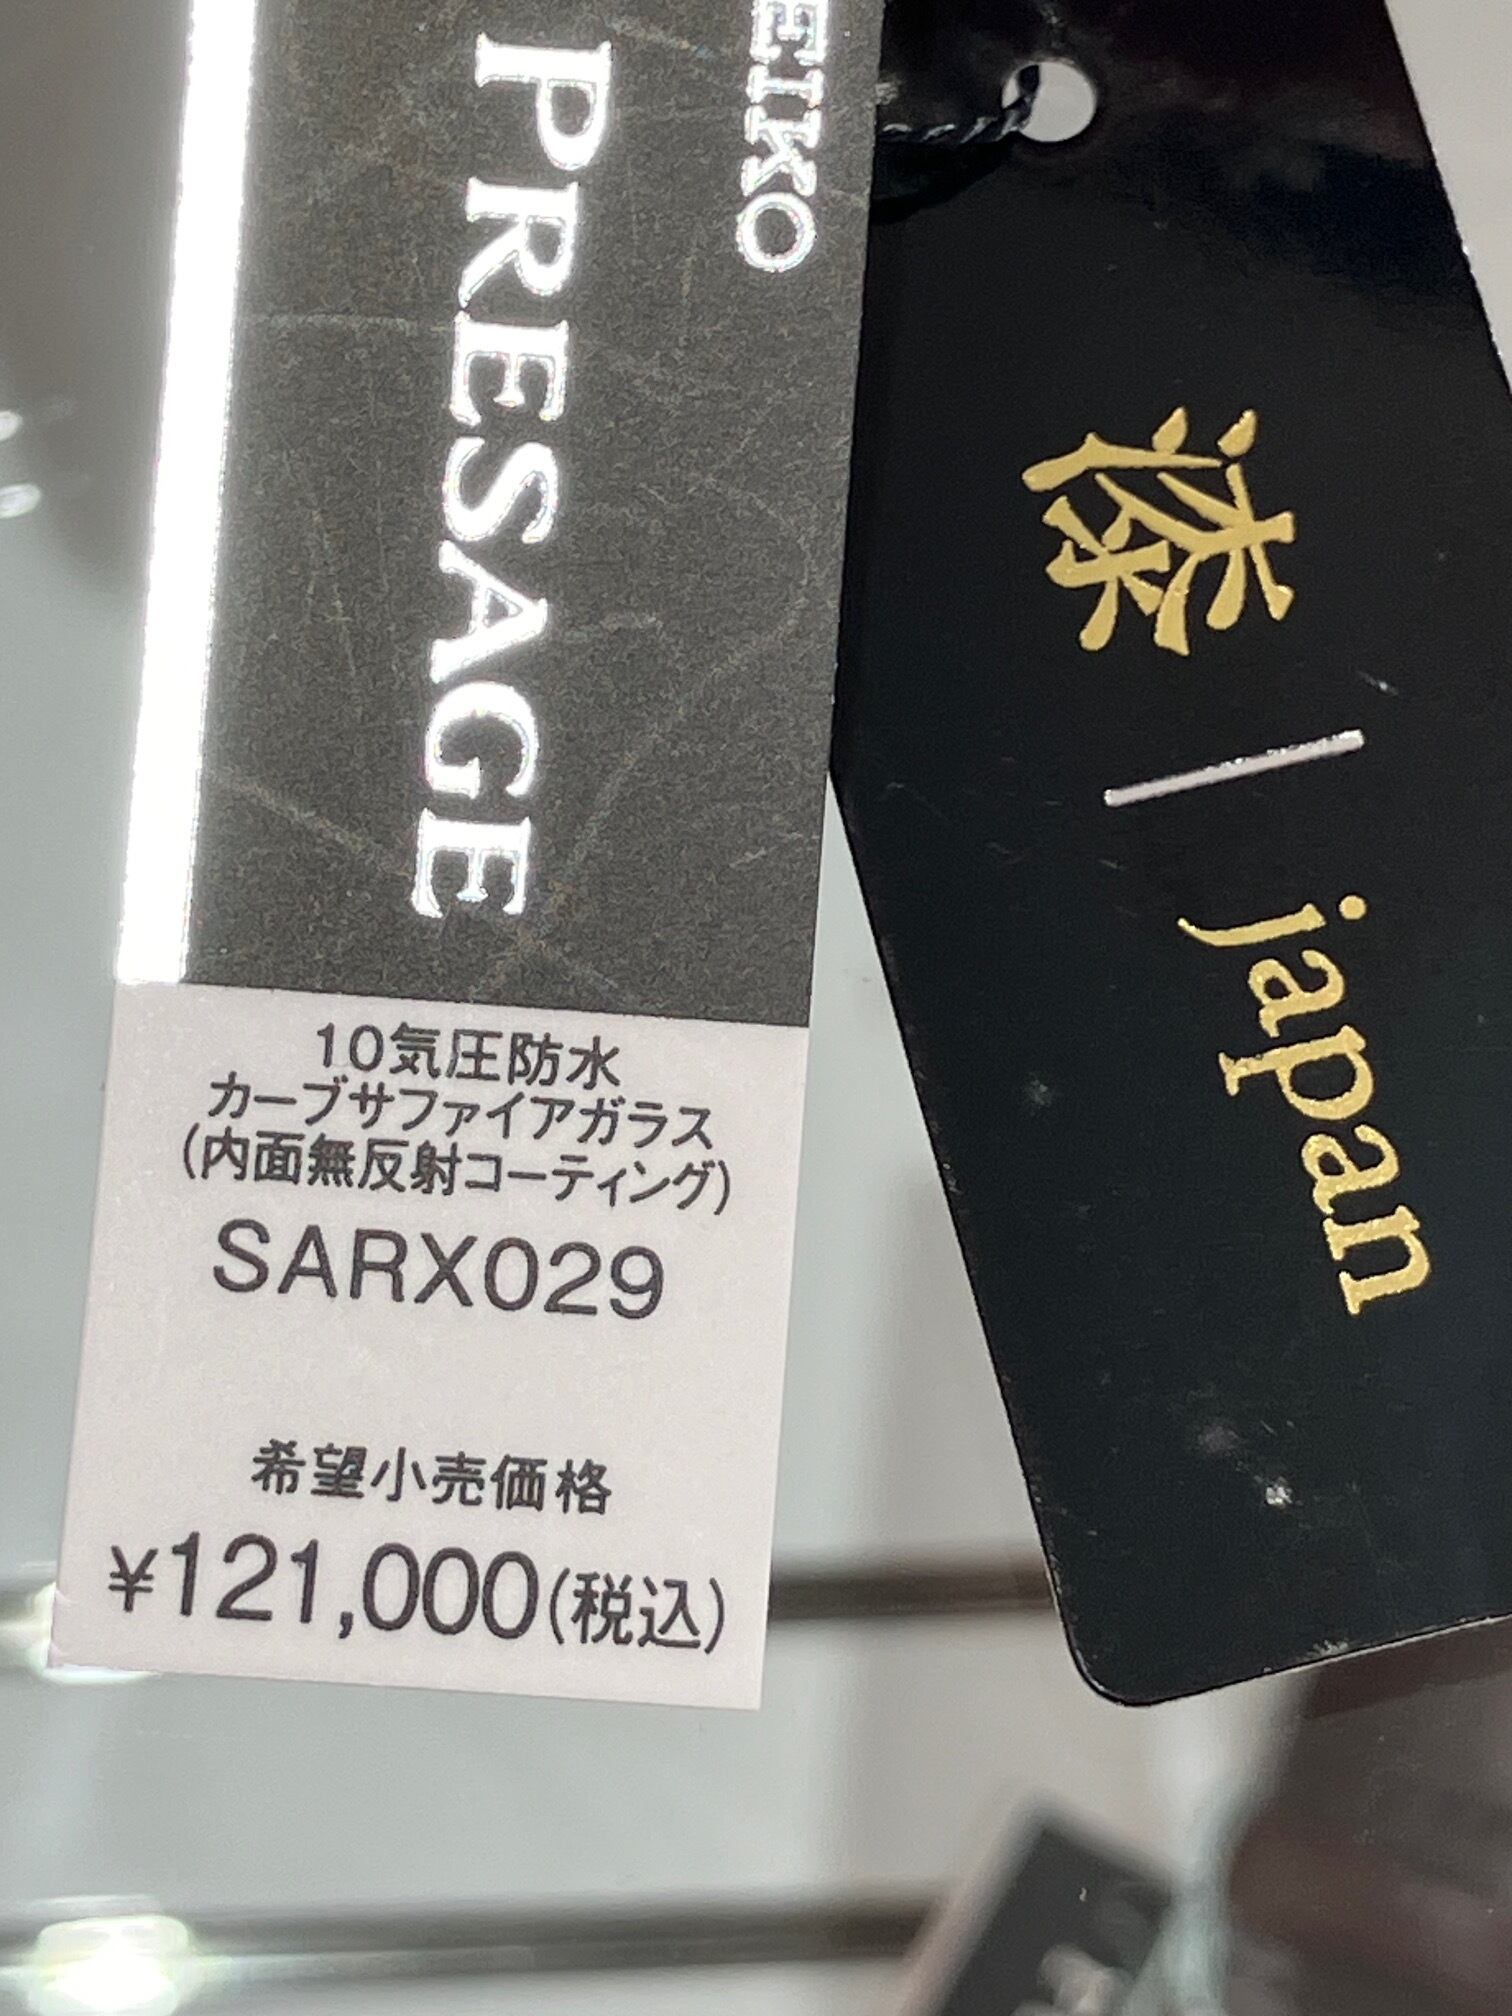 SEIKO
PRESAGE
10気圧防水
カーブサファイアガラス
(内面無反射コーティング)
SARX029
希望小売価格
¥121,000(税込)
漆 | japan